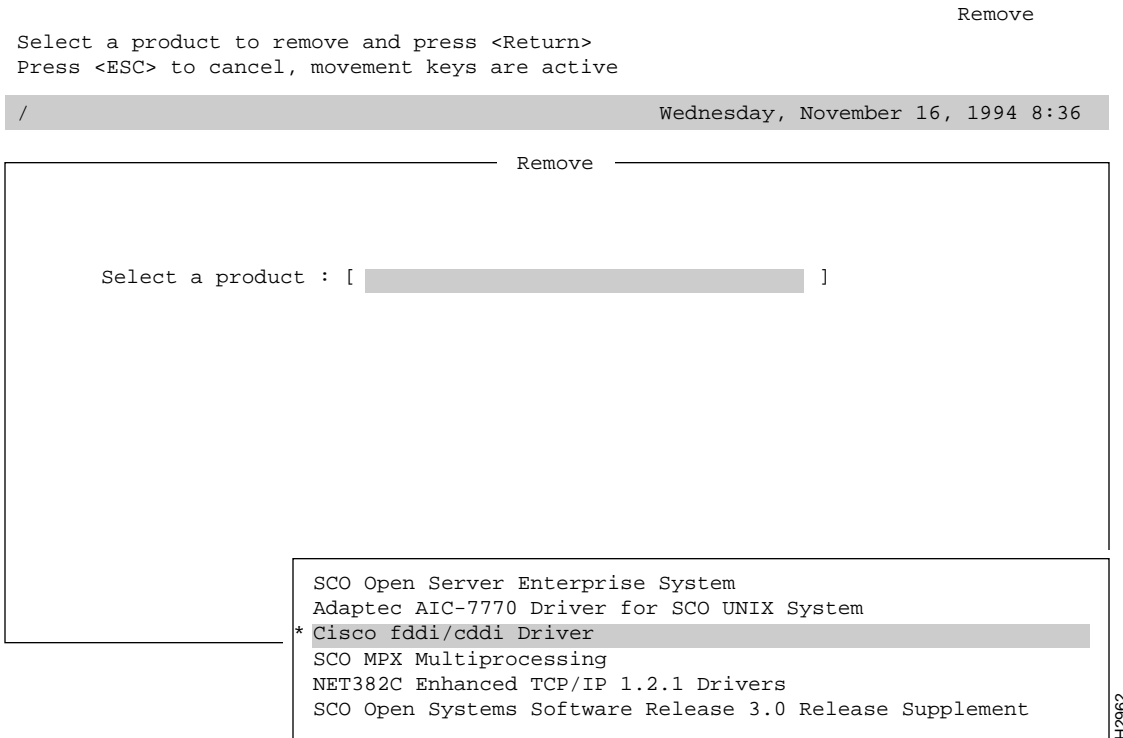 Remove
Select a product to remove and press <Return>
Press <ESC> to cancel, movement keys are active
/ Wednesday, November 16, 1994 8:36
Remove
Select a product : [ ]
SCO Open Server Enterprise System
Adaptec AIC-7770 Driver for SCO UNIX System
* Cisco fddi/cddi Driver
SCO MPX Multiprocessing
NET382C Enhanced TCP/IP 1.2.1 Drivers
SCO Open Systems Software Release 3.0 Release Supplement
H2962